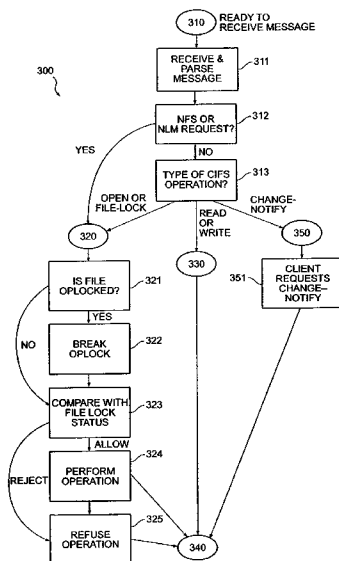 310
READY TO
RECEIVE MESSAGE
300
RECEIVE &
PARSE
MESSAGE
311
NFS OR
NLM REQUEST?
312
YES
NO
TYPE OF CIFS
OPERATION?
313
OPEN OR
FILE-LOCK
READ
OR
WRITE
CHANGE-
NOTIFY
320
330
350
IS FILE
OPLOCKED?
321
351
CLIENT
REQUESTS
CHANGE–
NOTIFY
YES
NO
BREAK
OPLOCK
322
COMPARE WITH
FILE LOCK
STATUS
323
ALLOW
REJECT
PERFORM
OPERATION
324
REFUSE
OPERATION
325
340